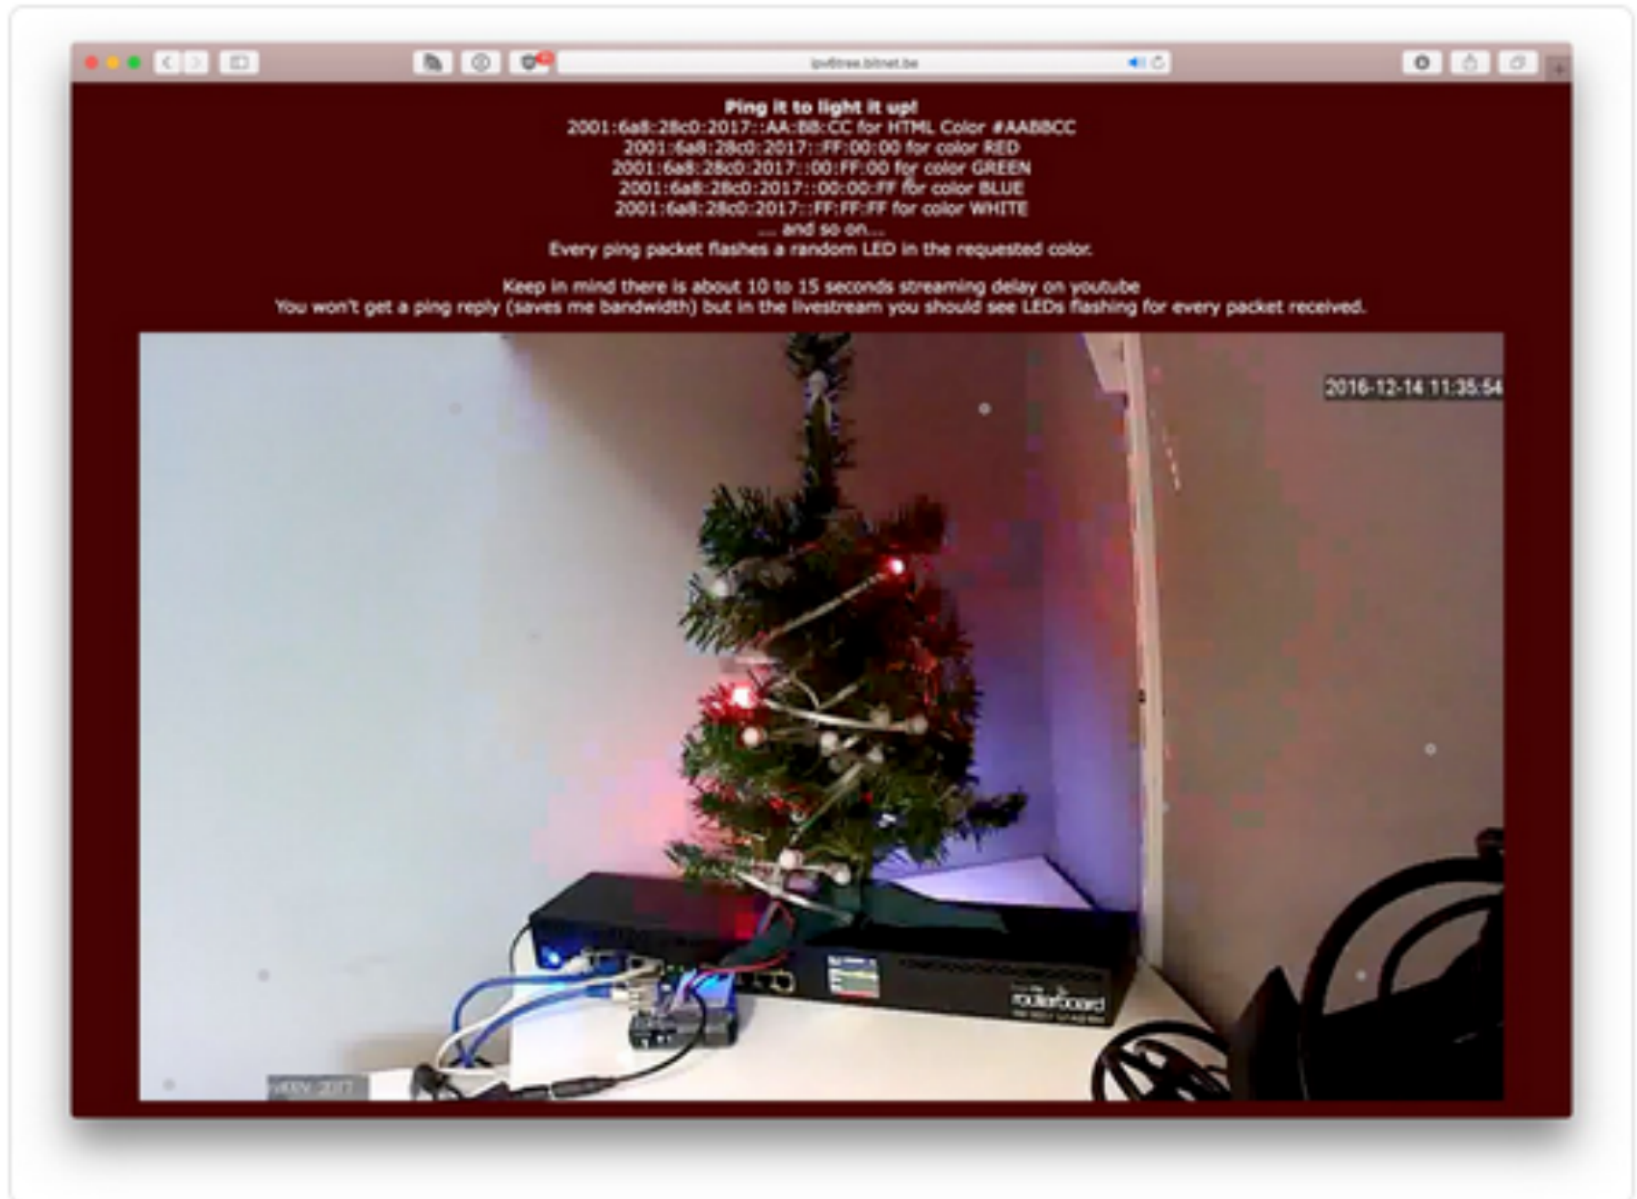 ipv6tree.bitnet.be
Ping it to light it up!
2001:6a8:28c0:2017::AA:BB:CC for HTML Color #AABBCC
2001:6a8:28c0:2017::FF:00:00 for color RED
2001:6a8:28c0:2017::00:FF:00 for color GREEN
2001:6a8:28c0:2017::00:00:FF for color BLUE
2001:6a8:28c0:2017::FF:FF:FF for color WHITE
... and so on...
Every ping packet flashes a random LED in the requested color.
Keep in mind there is about 10 to 15 seconds streaming delay on youtube
You won't get a ping reply (saves me bandwidth) but in the livestream you should see LEDs flashing for every packet received.
2016-12-14 11:35:54
routerboard